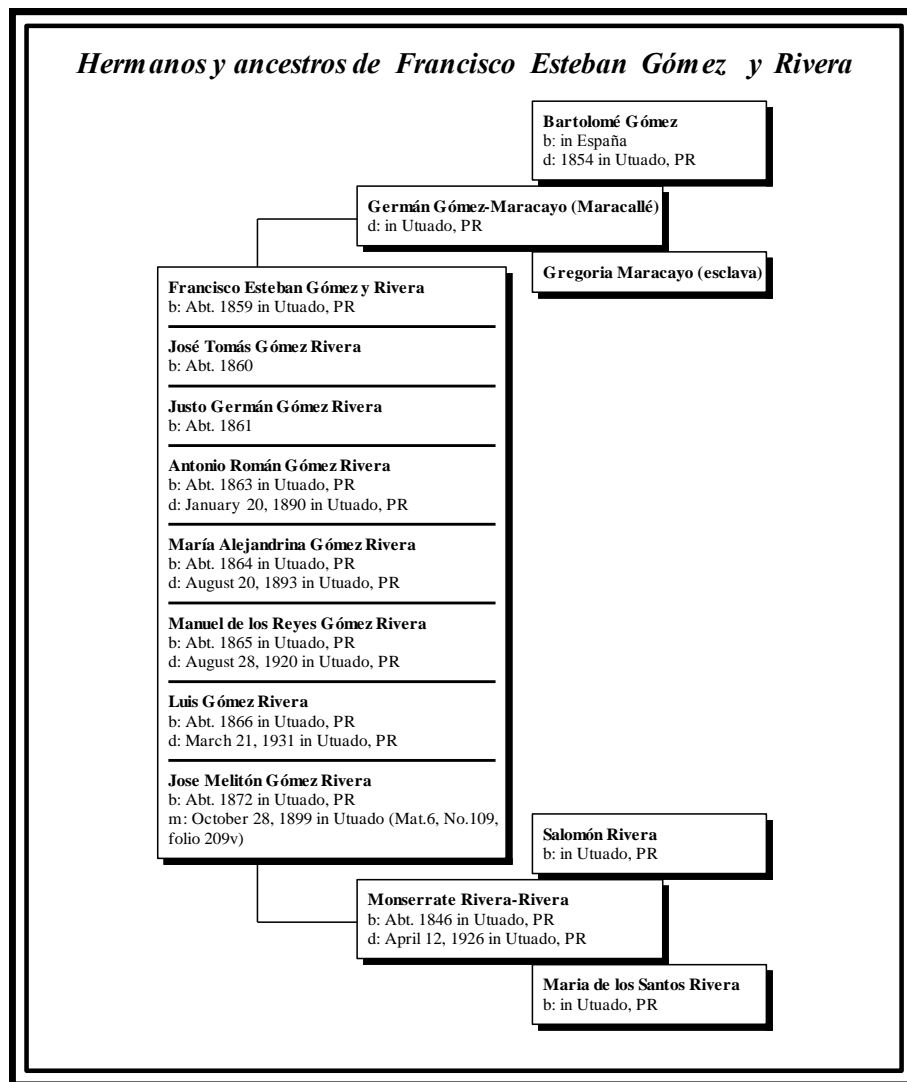 Hermanos y ancestros de Francisco Esteban Gómez y Rivera
Bartolomé Gómez
b: in España
d: 1854 in Utuado, PR
Germán Gómez-Maracayo (Maracallé)
d: in Utuado, PR
Gregoria Maracayo (esclava)
Francisco Esteban Gómez y Rivera
b: Abt. 1859 in Utuado, PR
José Tomás Gómez Rivera
b: Abt. 1860
Justo Germán Gómez Rivera
b: Abt. 1861
Antonio Román Gómez Rivera
b: Abt. 1863 in Utuado, PR
d: January 20, 1890 in Utuado, PR
María Alejandrina Gómez Rivera
b: Abt. 1864 in Utuado, PR
d: August 20, 1893 in Utuado, PR
Manuel de los Reyes Gómez Rivera
b: Abt. 1865 in Utuado, PR
d: August 28, 1920 in Utuado, PR
Luis Gómez Rivera
b: Abt. 1866 in Utuado, PR
d: March 21, 1931 in Utuado, PR
Jose Melitón Gómez Rivera
b: Abt. 1872 in Utuado, PR
m: October 28, 1899 in Utuado (Mat.6, No.109,
folio 209v)
Salomón Rivera
b: in Utuado, PR
Monserrate Rivera-Rivera
b: Abt. 1846 in Utuado, PR
d: April 12, 1926 in Utuado, PR
Maria de los Santos Rivera
b: in Utuado, PR